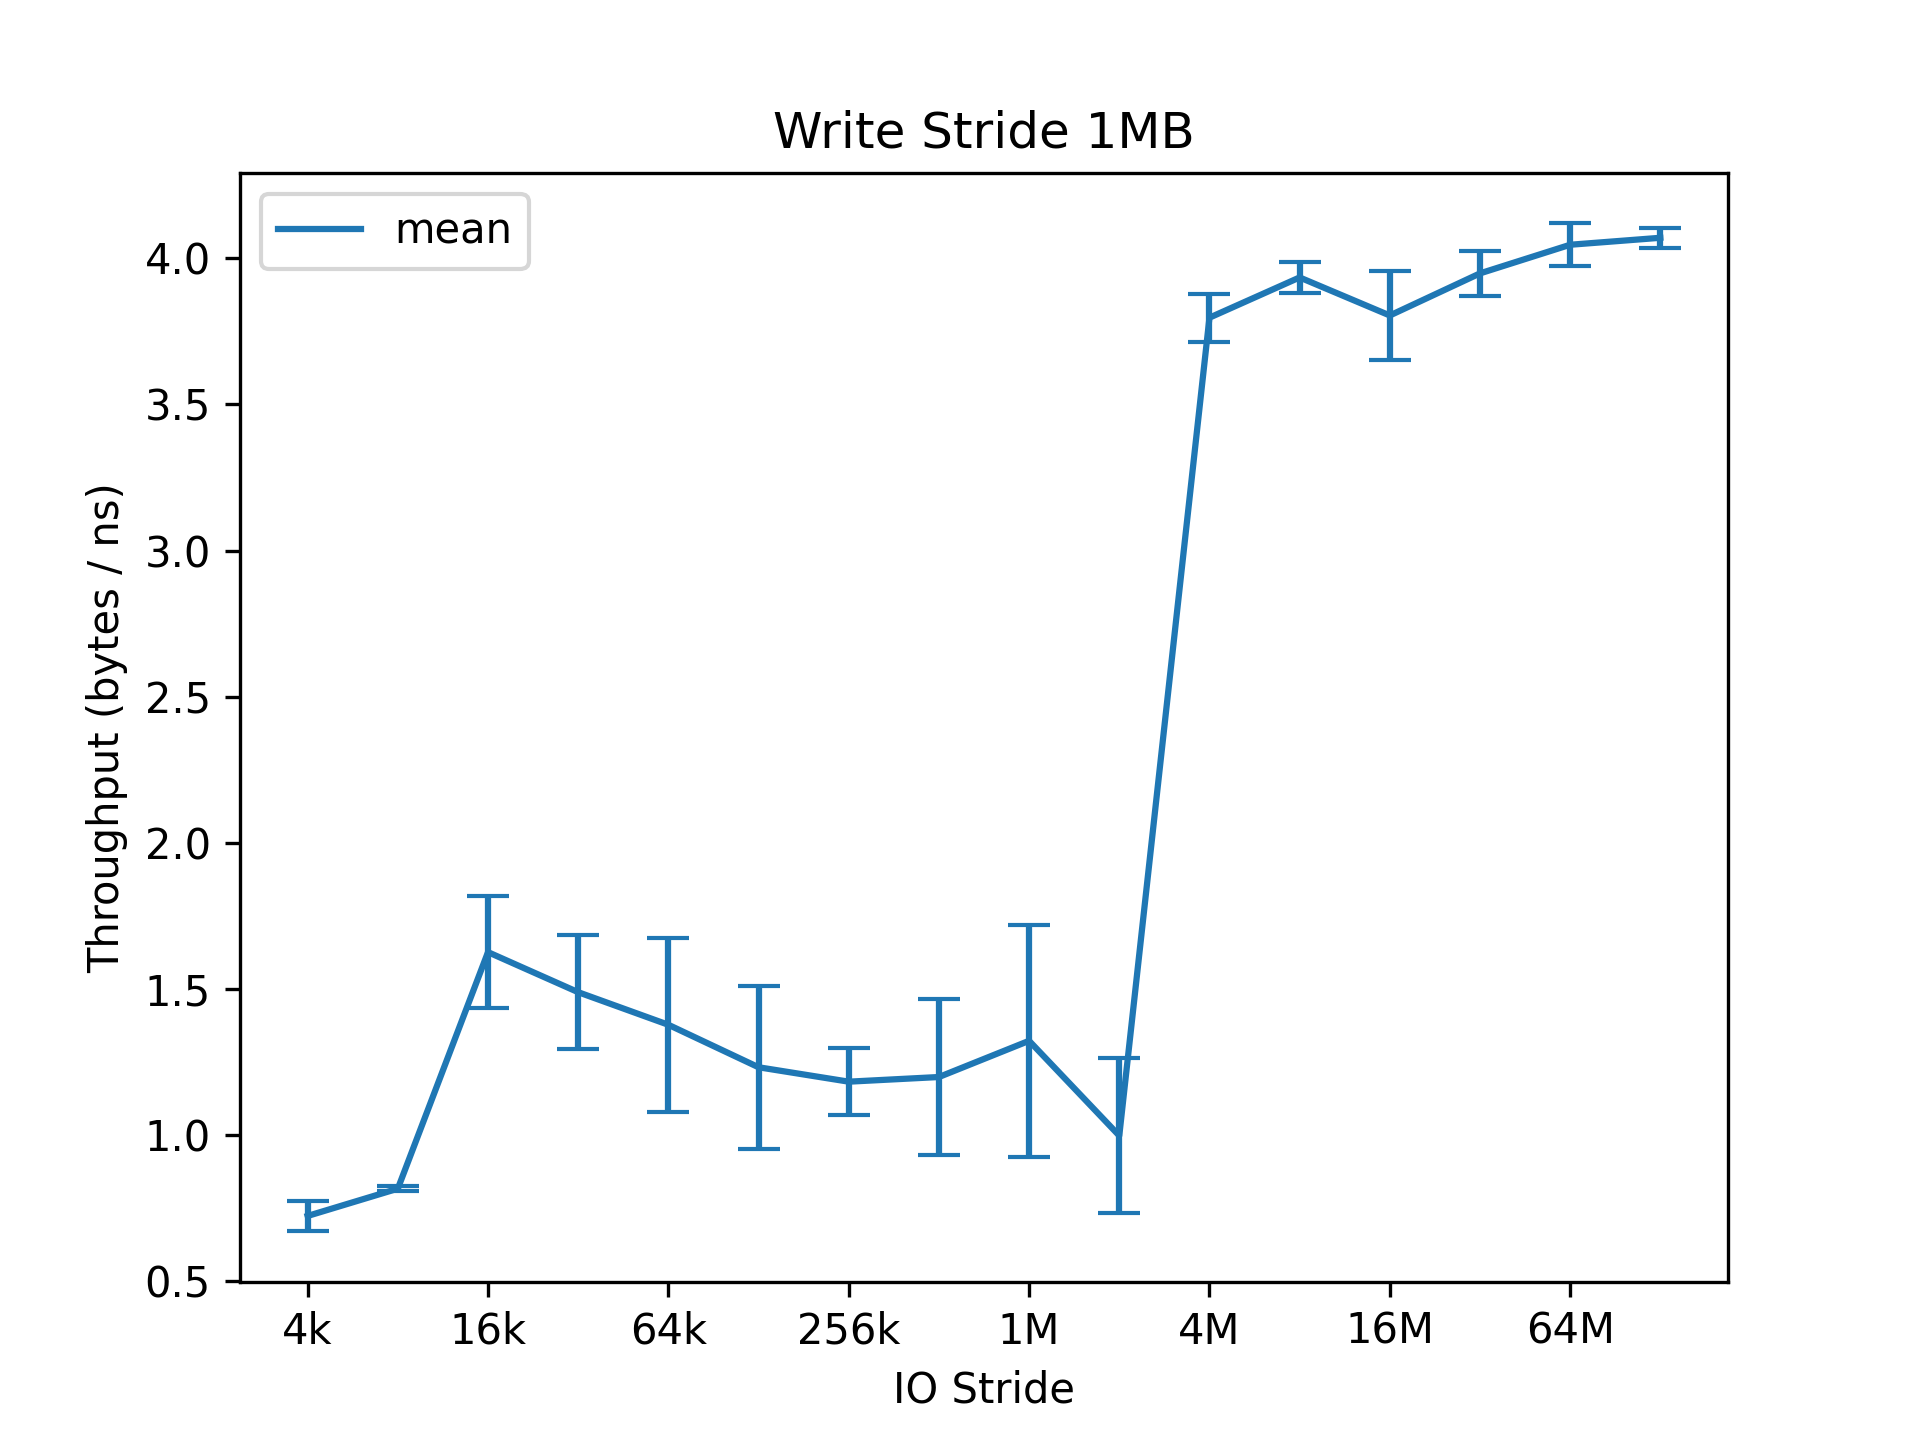 Write Stride 1MB
mean
Throughput (bytes / ns)
4.0
3.5
3.0
2.5
2.0
1.5
1.0
0.5
4k 16k 64k 256k 1M 4M 16M 64M
IO Stride